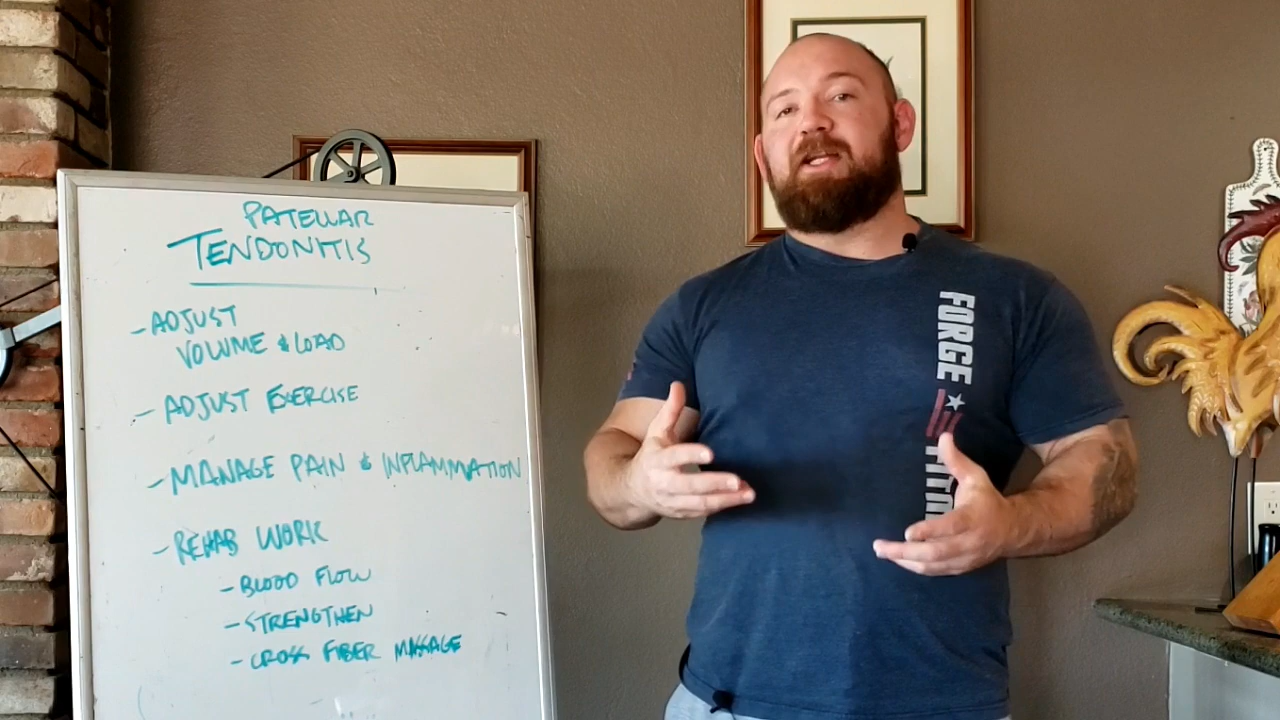 PATELLAR
TENDONITIS
- ADJUST
VOLUME & LOAD
- ADJUST EXERCISE
- MANAGE PAIN & INFLAMMATION
- REHAB WORK
- BLOOD FLOW
- STRENGTHEN
- CROSS FIBER MASSAGE
FORGE